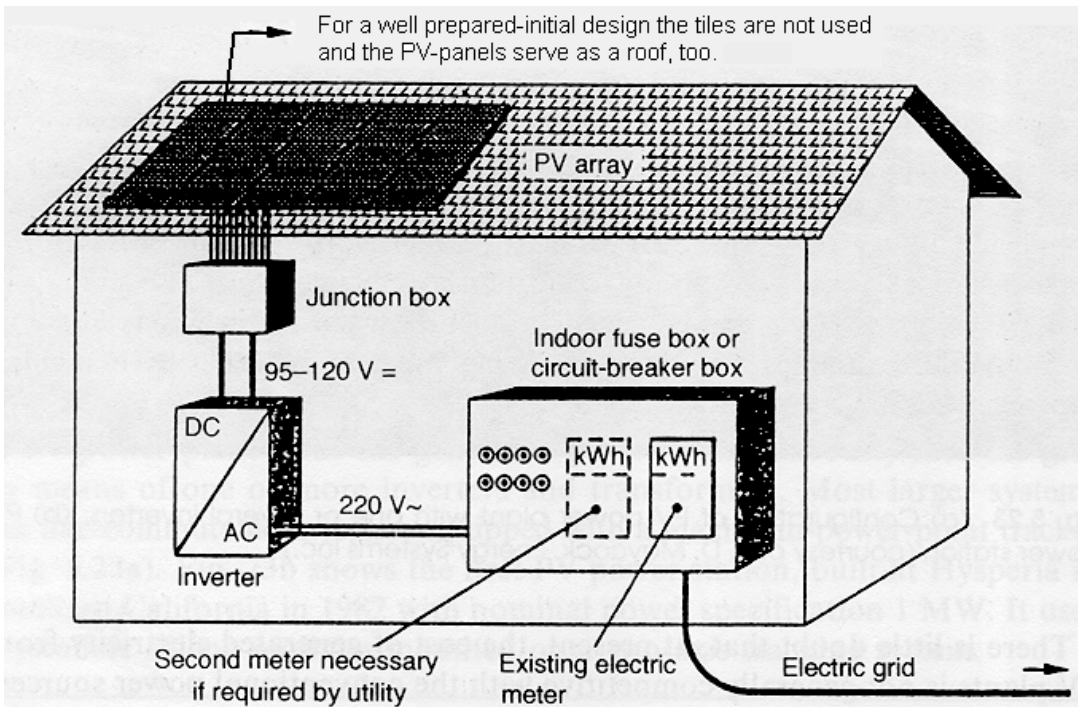 For a well prepared-initial design the tiles are not used
and the PV-panels serve as a roof, too.
PV array
Junction box
95–120 V =
Indoor fuse box or
circuit-breaker box
DC
AC
Inverter
220 V~
kWh
kWh
Second meter necessary
if required by utility
Existing electric
meter
Electric grid